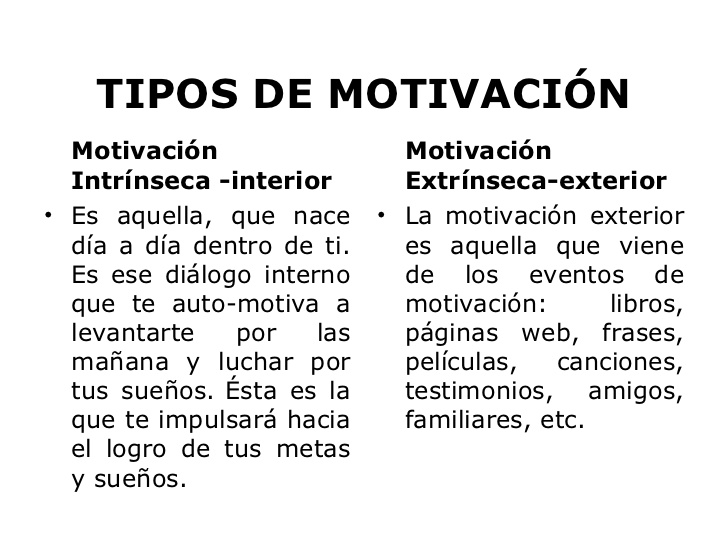 TIPOS DE MOTIVACIÓN
Motivación
Intrínseca -interior
• Es aquella, que nace
día a día dentro de ti.
Es ese diálogo interno
que te auto-motiva a
levantarte por las
mañana y luchar por
tus sueños. Ésta es la
que te impulsará hacia
el logro de tus metas
y sueños.
Motivación
Extrínseca-exterior
• La motivación exterior
es aquella que viene
de los eventos de
motivación: libros,
páginas web, frases,
películas, canciones,
testimonios, amigos,
familiares, etc.